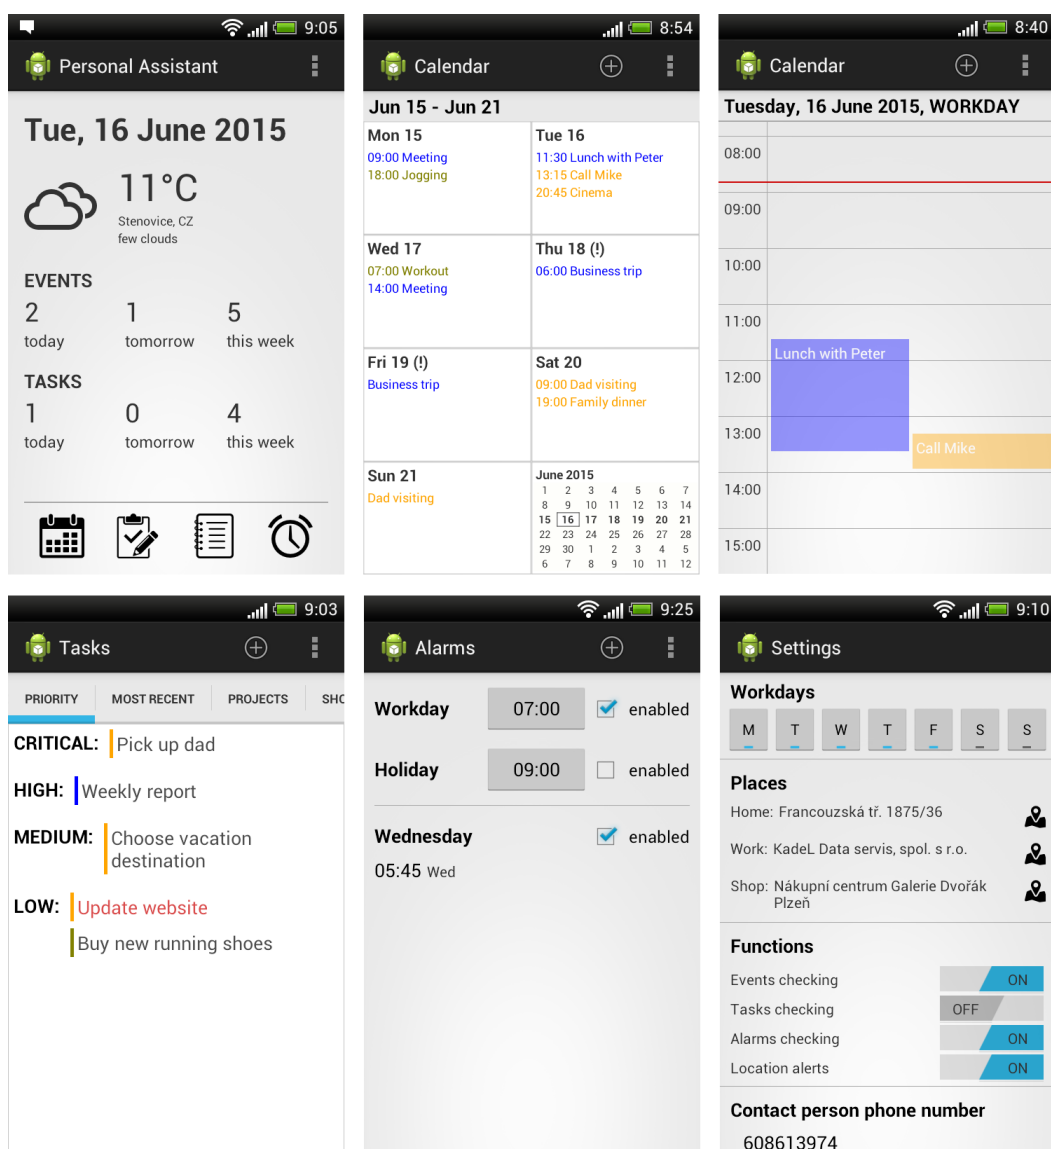 9:05
Personal Assistant
Tue, 16 June 2015
11°C
Stenovice, CZ
few clouds
EVENTS
2 1 5
today tomorrow this week
TASKS
1 0 4
today tomorrow this week
8:54
Calendar
Jun 15 - Jun 21
Mon 15
09:00 Meeting
18:00 Jogging
Tue 16
11:30 Lunch with Peter
13:15 Call Mike
20:45 Cinema
Wed 17
07:00 Workout
14:00 Meeting
Thu 18 (!)
06:00 Business trip
Fri 19 (!)
Business trip
Sat 20
09:00 Dad visiting
19:00 Family dinner
Sun 21
Dad visiting
June 2015
1 2 3 4 5 6 7
8 9 10 11 12 13 14
15 16 17 18 19 20 21
22 23 24 25 26 27 28
29 30 1 2 3 4 5
6 7 8 9 10 11 12
8:40
Calendar
Tuesday, 16 June 2015, WORKDAY
08:00
09:00
10:00
11:00
Lunch with Peter
12:00
13:00
Call Mike
14:00
15:00
9:03
Tasks
PRIORITY MOST RECENT PROJECTS SHO
CRITICAL: Pick up dad
HIGH: Weekly report
MEDIUM: Choose vacation
destination
LOW: Update website
Buy new running shoes
9:25
Alarms
Workday 07:00 enabled
Holiday 09:00 enabled
Wednesday enabled
05:45 Wed
9:10
Settings
Workdays
M T W T F S S
Places
Home: Francouzská tř. 1875/36
Work: KadeL Data servis, spol. s r.o.
Shop: Nákupní centrum Galerie Dvořák
Plzeň
Functions
Events checking ON
Tasks checking OFF
Alarms checking ON
Location alerts ON
Contact person phone number
608613974